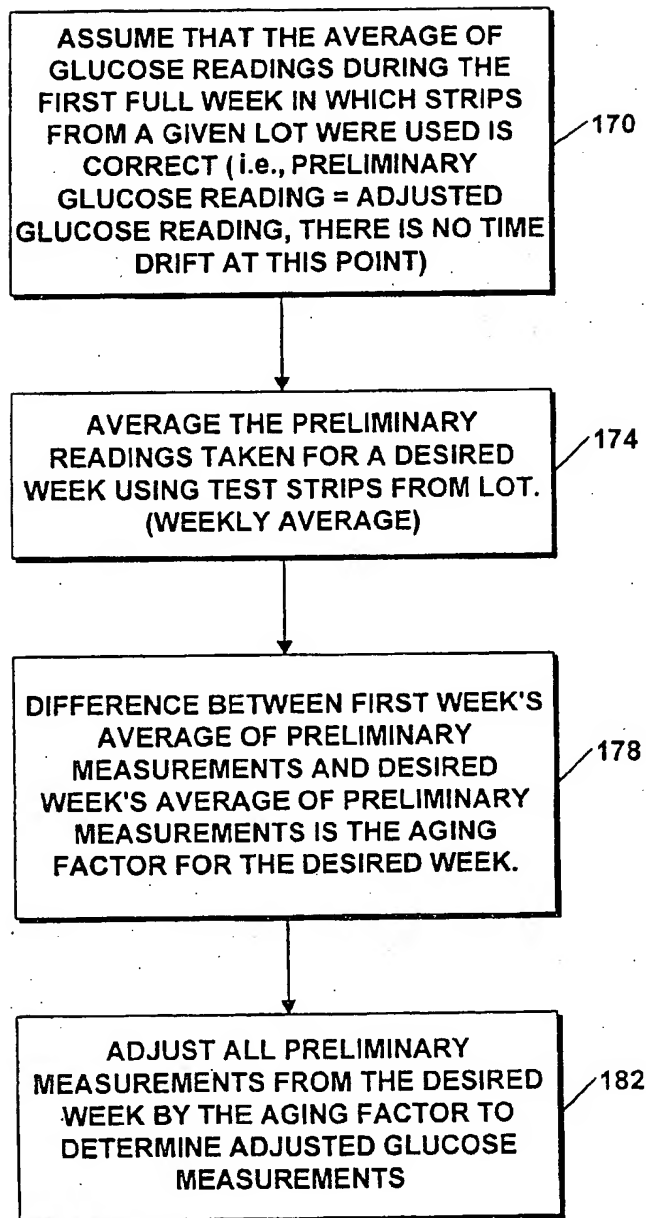 ASSUME THAT THE AVERAGE OF
GLUCOSE READINGS DURING THE
FIRST FULL WEEK IN WHICH STRIPS
FROM A GIVEN LOT WERE USED IS
CORRECT ( i.e., PRELIMINARY
GLUCOSE READING = ADJUSTED
GLUCOSE READING, THERE IS NO TIME
DRIFT AT THIS POINT)
170
AVERAGE THE PRELIMINARY
READINGS TAKEN FOR A DESIRED
WEEK USING TEST STRIPS FROM LOT.
(WEEKLY AVERAGE)
174
DIFFERENCE BETWEEN FIRST WEEK'S
AVERAGE OF PRELIMINARY
MEASUREMENTS AND DESIRED
WEEK'S AVERAGE OF PRELIMINARY
MEASUREMENTS IS THE AGING
FACTOR FOR THE DESIRED WEEK.
178
ADJUST ALL PRELIMINARY
MEASUREMENTS FROM THE DESIRED
WEEK BY THE AGING FACTOR TO
DETERMINE ADJUSTED GLUCOSE
MEASUREMENTS
182